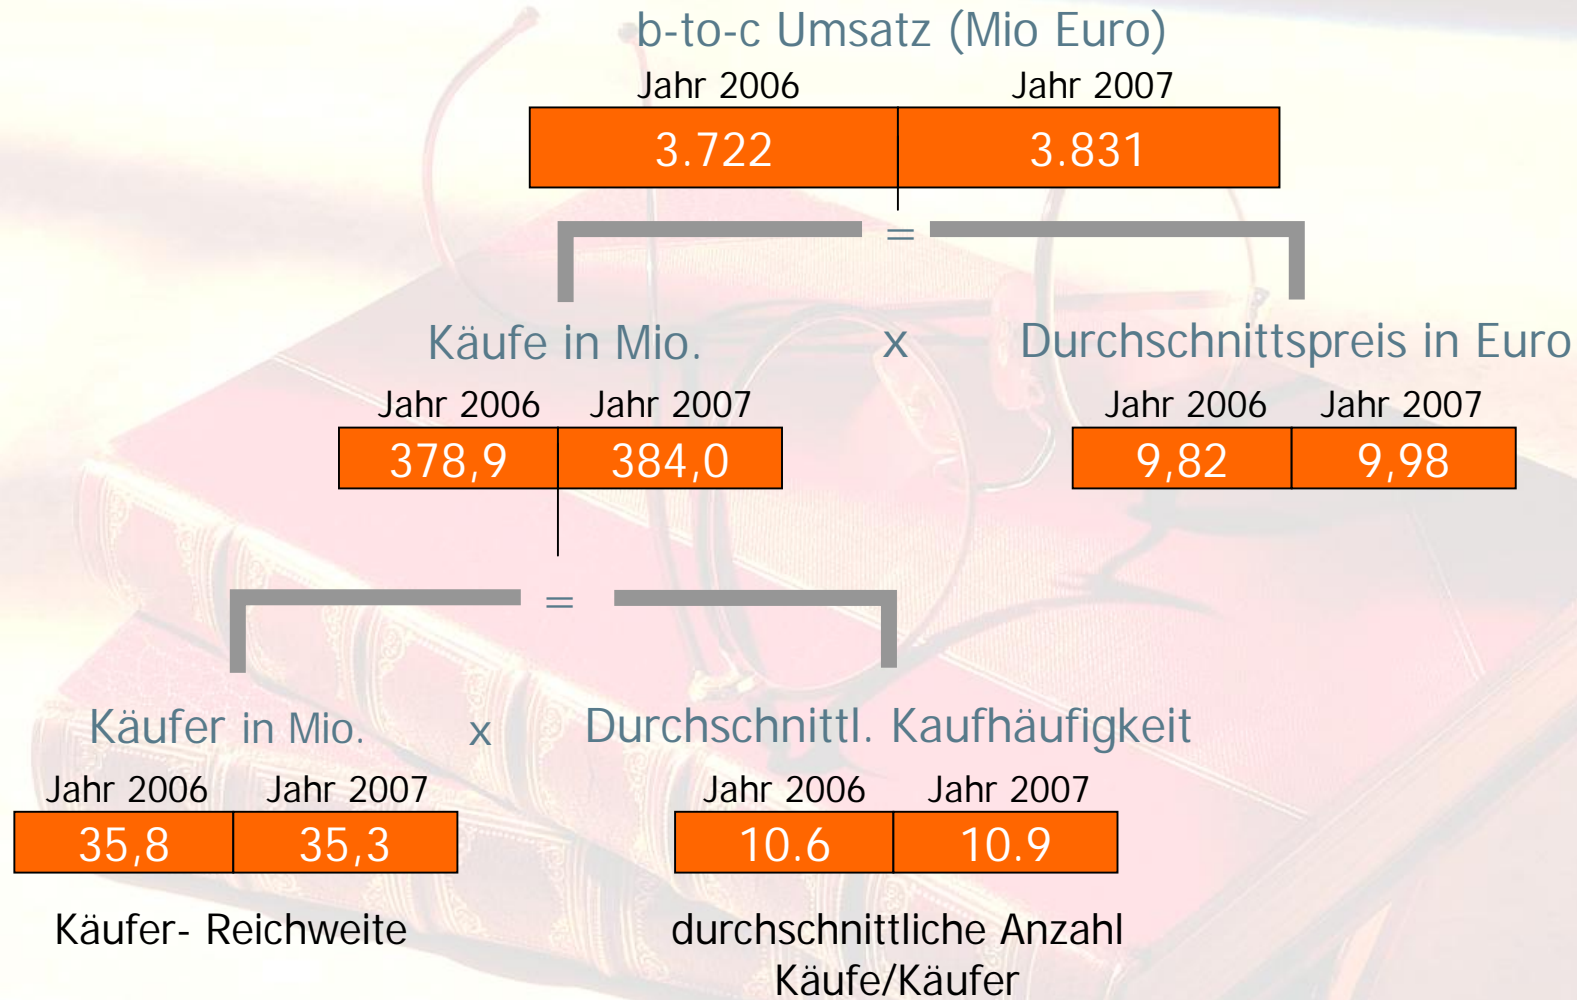 b-to-c Umsatz (Mio Euro)
Jahr 2006 Jahr 2007
3.722 3.831
=
Käufe in Mio. x Durchschnittspreis in Euro
Jahr 2006 Jahr 2007 Jahr 2006 Jahr 2007
378,9 384,0 9,82 9,98
=
Käufer in Mio. x Durchschnittl. Kaufhäufigkeit
Jahr 2006 Jahr 2007 Jahr 2006 Jahr 2007
35,8 35,3 10.6 10.9
Käufer- Reichweite durchschnittliche Anzahl
Käufe/Käufer